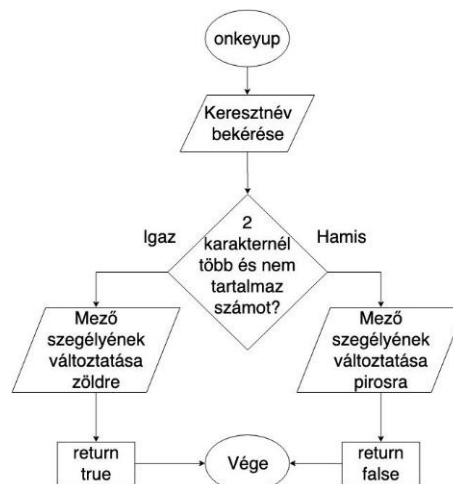 onkeyup
Keresztnév
bekérése
Igaz
2
karakternél
több és nem
tartalmaz
számot?
Hamis
Mező
szegélyének
változtatása
zöldre
Mező
szegélyének
változtatása
pirosra
return
true
Vége
return
false